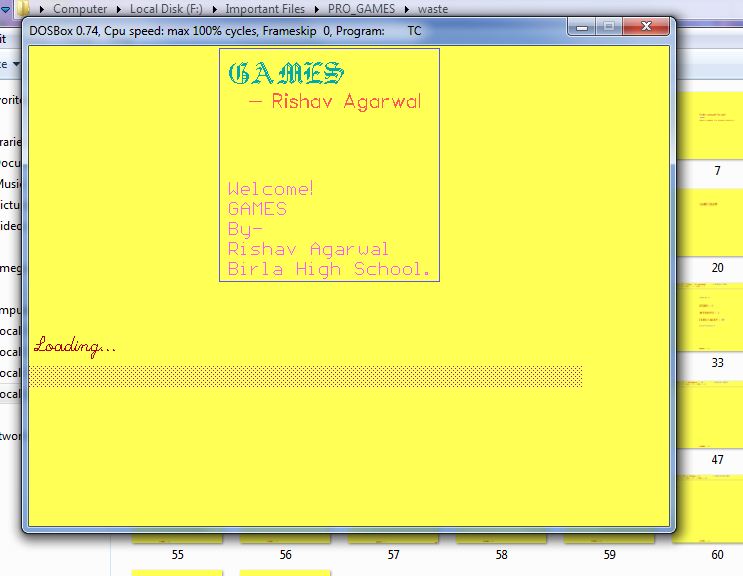 Computer ▸ Local Disk (F:) ▸ Important Files ▸ PRO_GAMES ▸ waste
DOSBox 0.74, Cpu speed: max 100% cycles, Frameskip 0, Program: TC
GAMES
- Rishav Agarwal
Welcome!
GAMES
By-
Rishav Agarwal
Birla High School.
Loading...
7
20
33
47
55 56 57 58 59 60